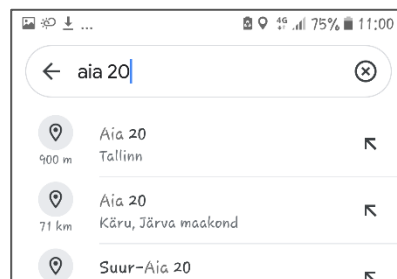 ... 4G 75% 11:00
aia 20
Aia 20
900 m
Tallinn
Aia 20
71 km
Käru, Järva maakond
Suur-Aia 20